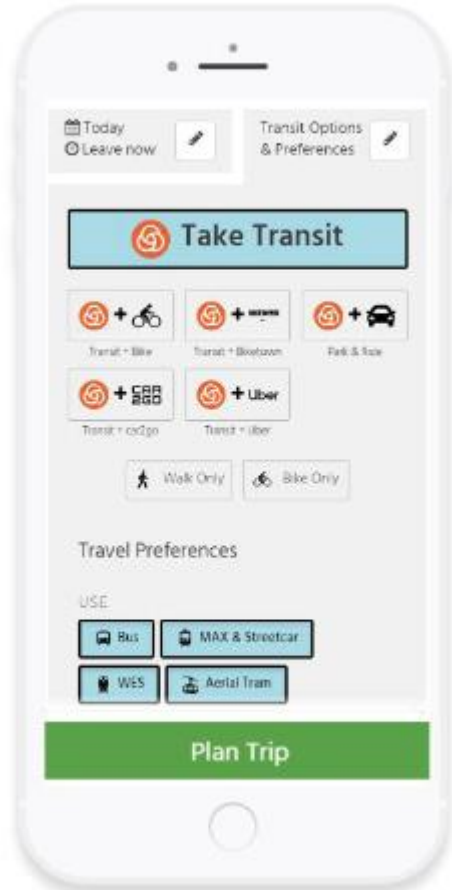 Today
Leave now
Transit Options
& Preferences
Take Transit
+
+
+
Transit + Bike
Transit + Biketown
Park & Ride
+ CAR2GO
+ Uber
Transit + car2go
Transit + Uber
Walk Only
Bike Only
Travel Preferences
USE
Bus
MAX & Streetcar
WES
Aerial Tram
Plan Trip